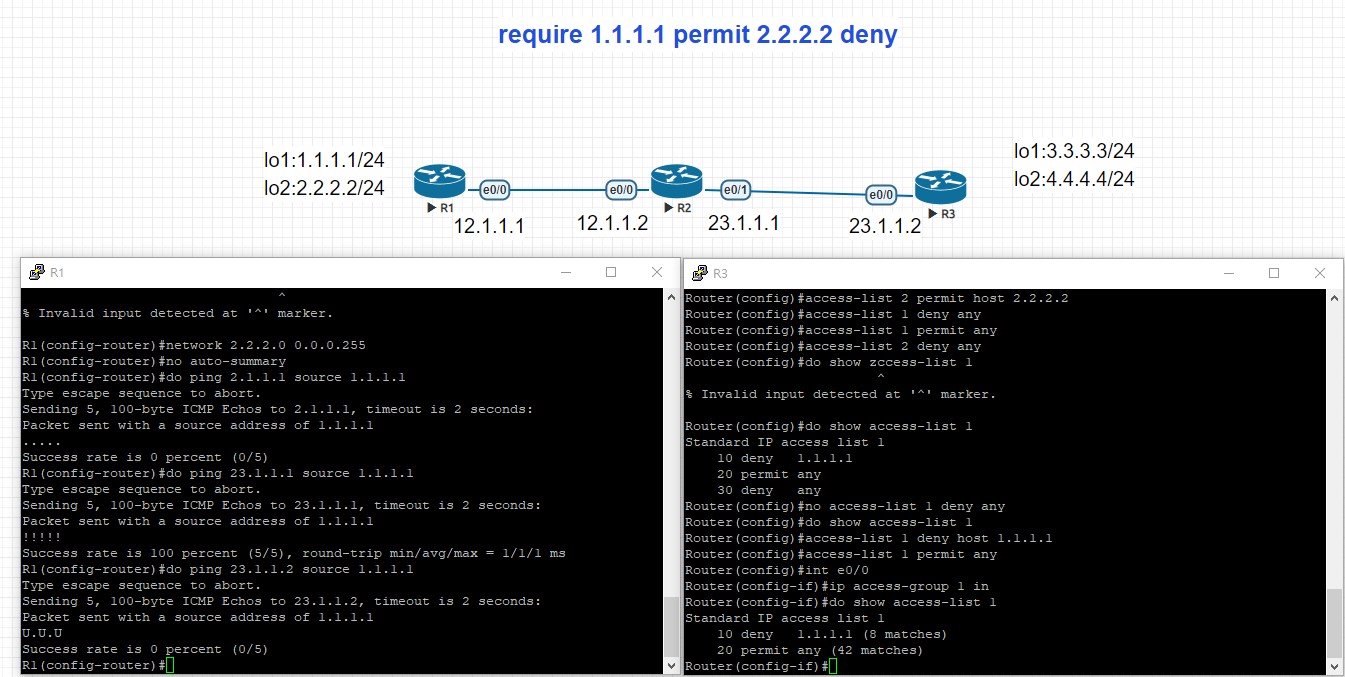 require 1.1.1.1 permit 2.2.2.2 deny
lo1:1.1.1.1/24
lo2:2.2.2.2/24
lo1:3.3.3.3/24
lo2:4.4.4.4/24
e0/0
e0/0
e0/1
e0/0
R1
R2
R3
12.1.1.1
12.1.1.2
23.1.1.1
23.1.1.2
R1
^
% Invalid input detected at '^' marker.
R1(config-router)#network 2.2.2.0 0.0.0.255
R1(config-router)#no auto-summary
R1(config-router)#do ping 2.1.1.1 source 1.1.1.1
Type escape sequence to abort.
Sending 5, 100-byte ICMP Echos to 2.1.1.1, timeout is 2 seconds:
Packet sent with a source address of 1.1.1.1
.....
Success rate is 0 percent (0/5)
R1(config-router)#do ping 23.1.1.1 source 1.1.1.1
Type escape sequence to abort.
Sending 5, 100-byte ICMP Echos to 23.1.1.1, timeout is 2 seconds:
Packet sent with a source address of 1.1.1.1
!!!!!
Success rate is 100 percent (5/5), round-trip min/avg/max = 1/1/1 ms
R1(config-router)#do ping 23.1.1.2 source 1.1.1.1
Type escape sequence to abort.
Sending 5, 100-byte ICMP Echos to 23.1.1.2, timeout is 2 seconds:
Packet sent with a source address of 1.1.1.1
U.U.U
Success rate is 0 percent (0/5)
R1(config-router)#
R3
Router(config)#access-list 2 permit host 2.2.2.2
Router(config)#access-list 1 deny any
Router(config)#access-list 1 permit any
Router(config)#access-list 2 deny any
Router(config)#do show zccess-list 1
^
% Invalid input detected at '^' marker.
Router(config)#do show access-list 1
Standard IP access list 1
10 deny 1.1.1.1
20 permit any
30 deny any
Router(config)#no access-list 1 deny any
Router(config)#do show access-list 1
Router(config)#access-list 1 deny host 1.1.1.1
Router(config)#access-list 1 permit any
Router(config)#int e0/0
Router(config-if)#ip access-group 1 in
Router(config-if)#do show access-list 1
Standard IP access list 1
10 deny 1.1.1.1 (8 matches)
20 permit any (42 matches)
Router(config-if)#